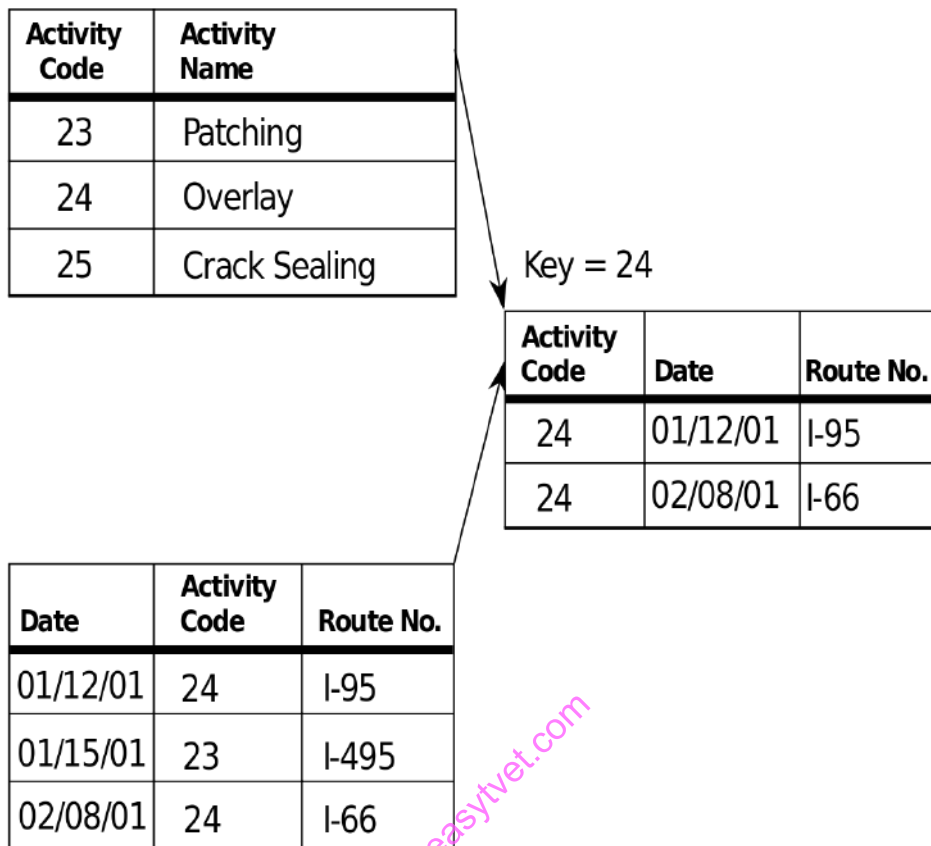 Activity Code Activity Name
23 Patching
24 Overlay
25 Crack Sealing
Key = 24
Activity Code Date Route No.
24 01/12/01 I-95
24 02/08/01 I-66
Date Activity Code Route No.
01/12/01 24 I-95
01/15/01 23 I-495
02/08/01 24 I-66
easytvet.com